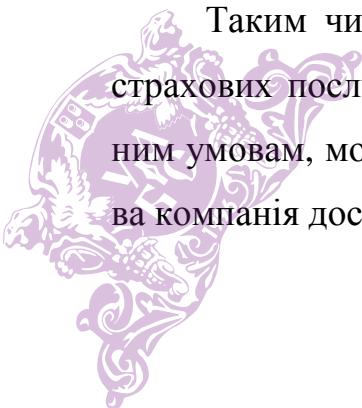 Таким чи
страхових посл
ним умовам, мо
ва компанія дос